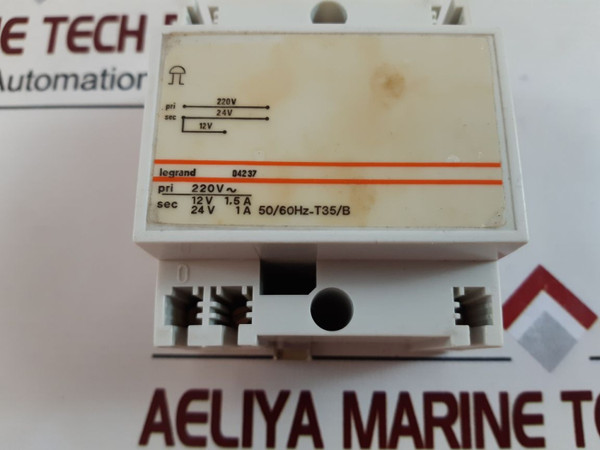 NE TECH
Automation
220V
pri
24V
sec
12V
legrand 04237
pri 220V~
sec 12V 1.5A
24V 1A 50/60Hz-T35/B
0
AELIYA MARINE